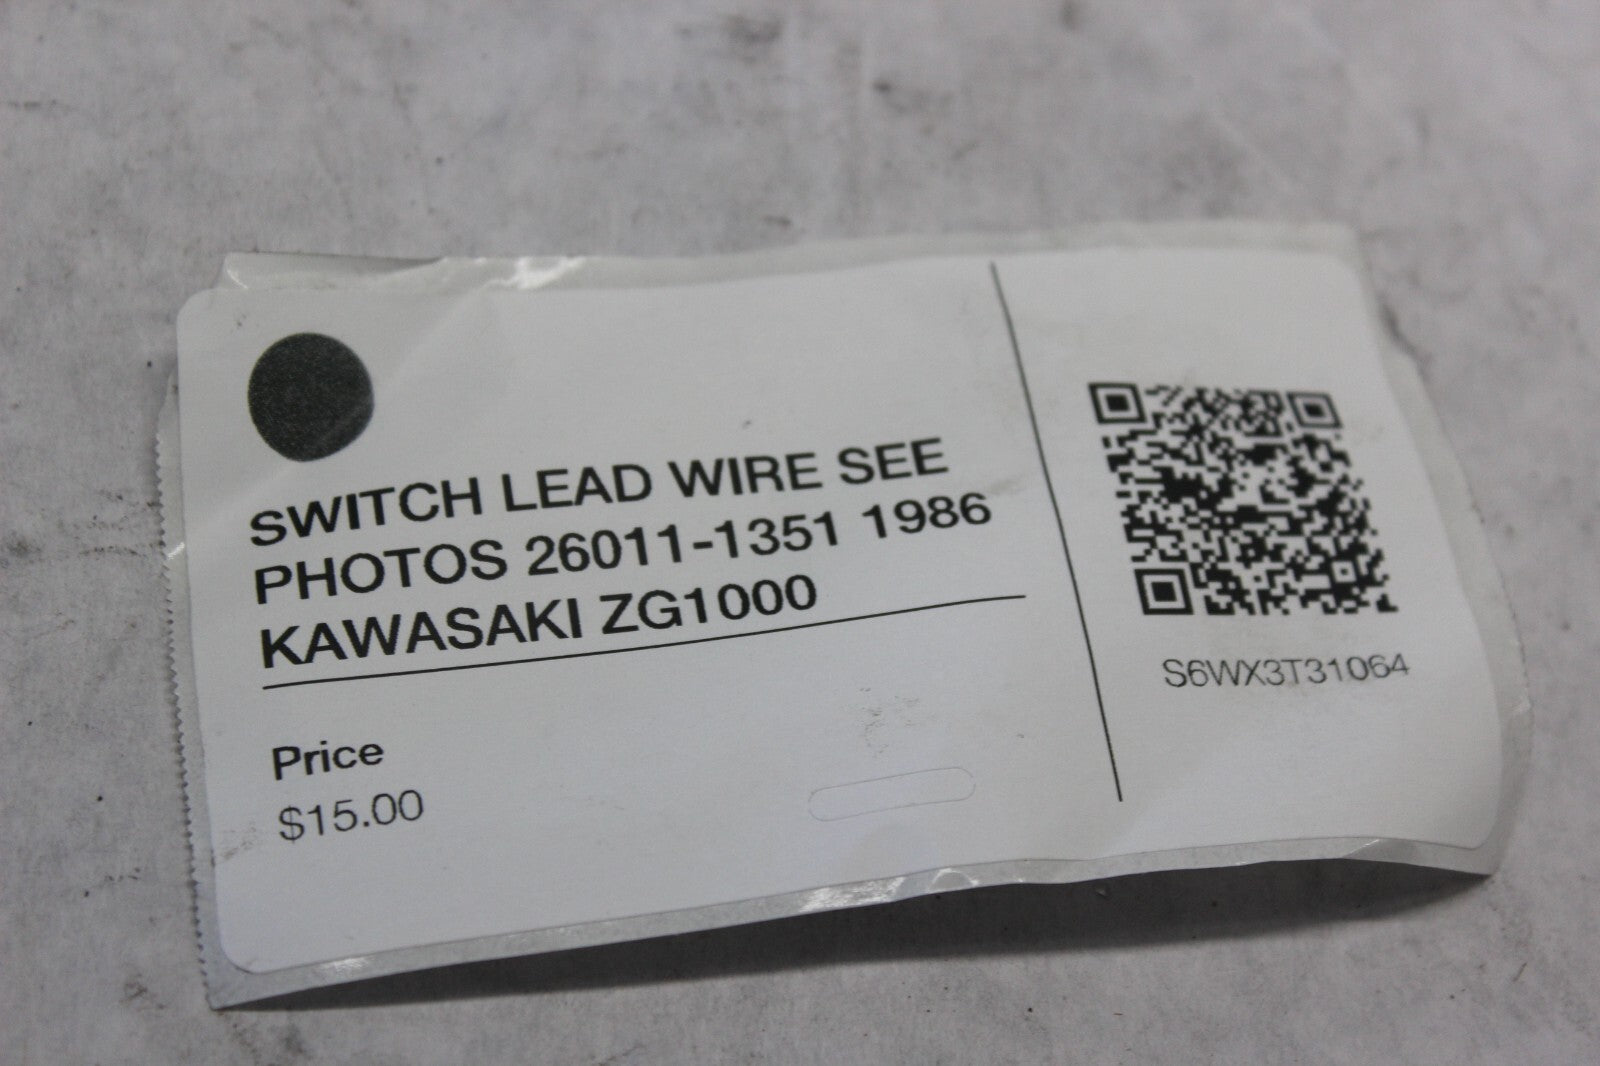 SWITCH LEAD WIRE SEE
PHOTOS 26011-1351 1986
KAWASAKI ZG1000
Price
$15.00
S6WX3T31064